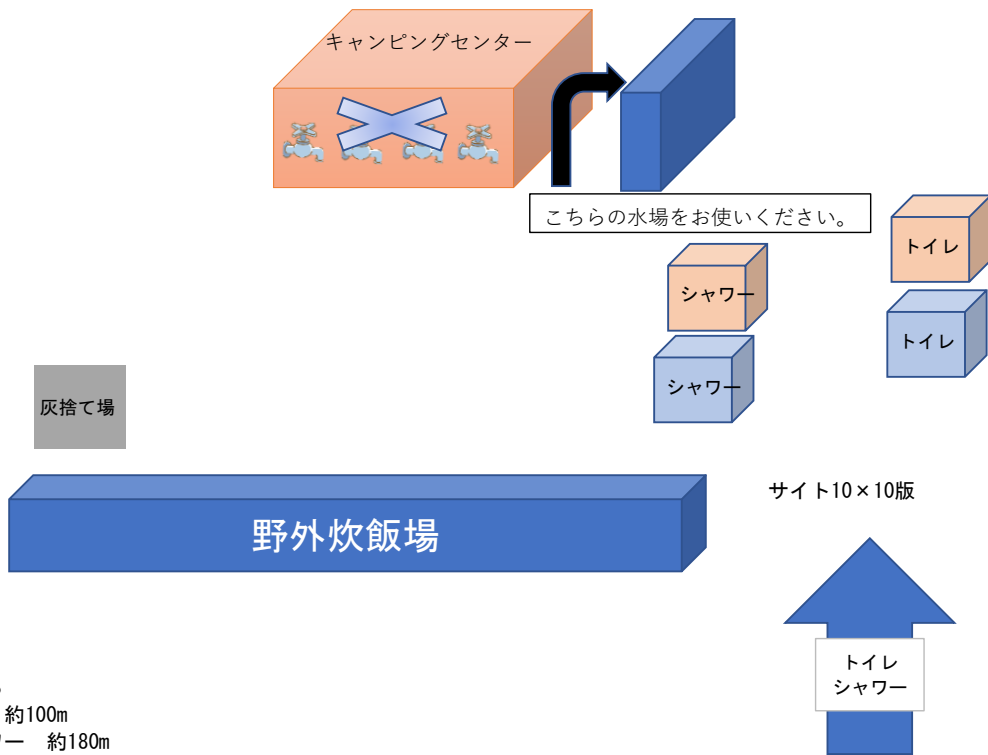 キャンピングセンター
こちらの水場をお使いください。
トイレ
シャワー
トイレ
シャワー
灰捨て場
サイト10×10版
野外炊飯場
トイレ
シャワー
約100m
ー 約180m